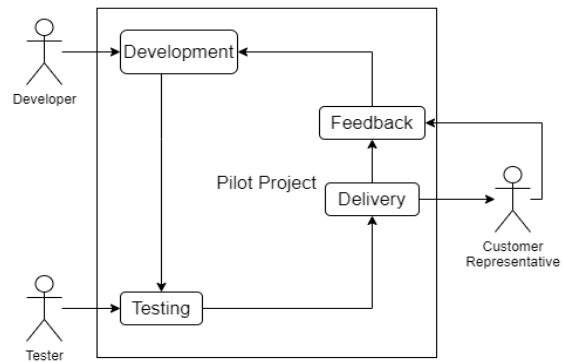 Development
Developer
Feedback
Pilot Project
Delivery
Customer
Representative
Testing
Tester